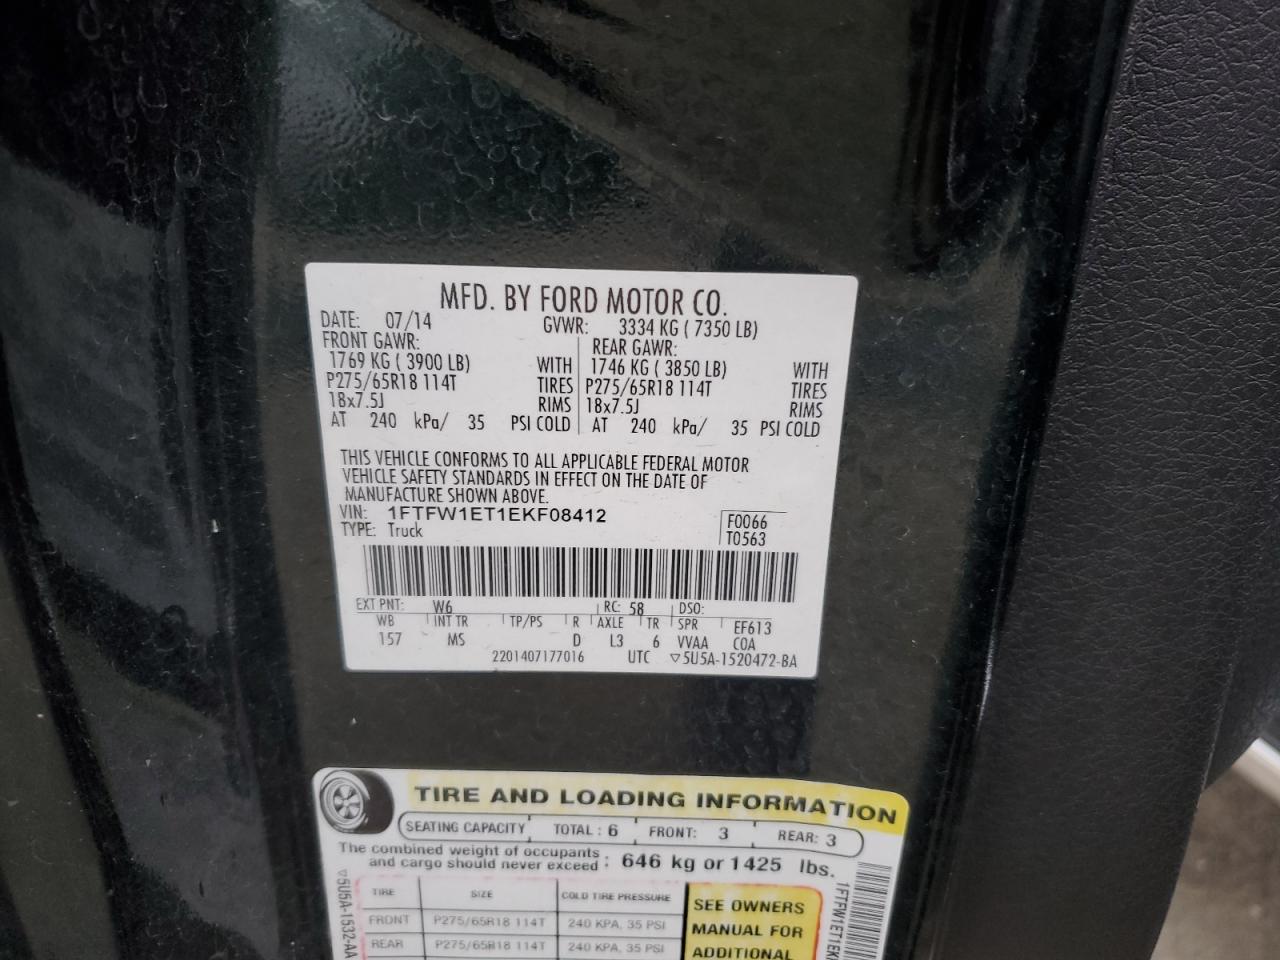 MFD. BY FORD MOTOR CO.
DATE: 07/14 GVWR: 3334 KG ( 7350 LB)
FRONT GAWR: REAR GAWR:
1769 KG ( 3900 LB) WITH 1746 KG ( 3850 LB) WITH
P275/65R18 114T TIRES P275/65R18 114T TIRES
18x7.5J RIMS 18x7.5J RIMS
AT 240 kPa/ 35 PSI COLD AT 240 kPa/ 35 PSI COLD
THIS VEHICLE CONFORMS TO ALL APPLICABLE FEDERAL MOTOR
VEHICLE SAFETY STANDARDS IN EFFECT ON THE DATE OF
MANUFACTURE SHOWN ABOVE.
VIN: 1FTFW1ET1EKF08412 F0066
TYPE: Truck T0563
EXT PNT: W6 RC: 58 DSO:
WB INT TR TP/PS R AXLE TR SPR EF613
157 MS D L3 6 VVAA COA
2201407177016 UTC ▽5U5A-1520472-BA
TIRE AND LOADING INFORMATION
SEATING CAPACITY TOTAL : 6 FRONT: 3 REAR: 3
The combined weight of occupants
and cargo should never exceed : 646 kg or 1425 lbs.
TIRE SIZE COLD TIRE PRESSURE
FRONT P275/65R18 114T 240 KPA, 35 PSI
REAR P275/65R18 114T 240 KPA, 35 PSI
SEE OWNERS
MANUAL FOR
ADDITIONAL
▽5U5A-1532-AA
1FTFW1ET1EK